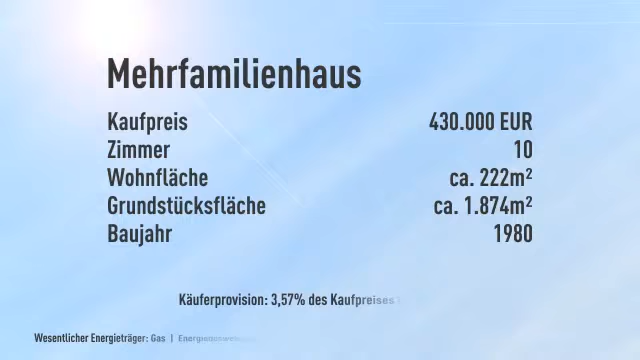 Mehrfamilienhaus
Kaufpreis 430.000 EUR
Zimmer 10
Wohnfläche ca. 222m²
Grundstücksfläche ca. 1.874m²
Baujahr 1980
Käuferprovision: 3,57% des Kaufpreises
Wesentlicher Energieträger: Gas |